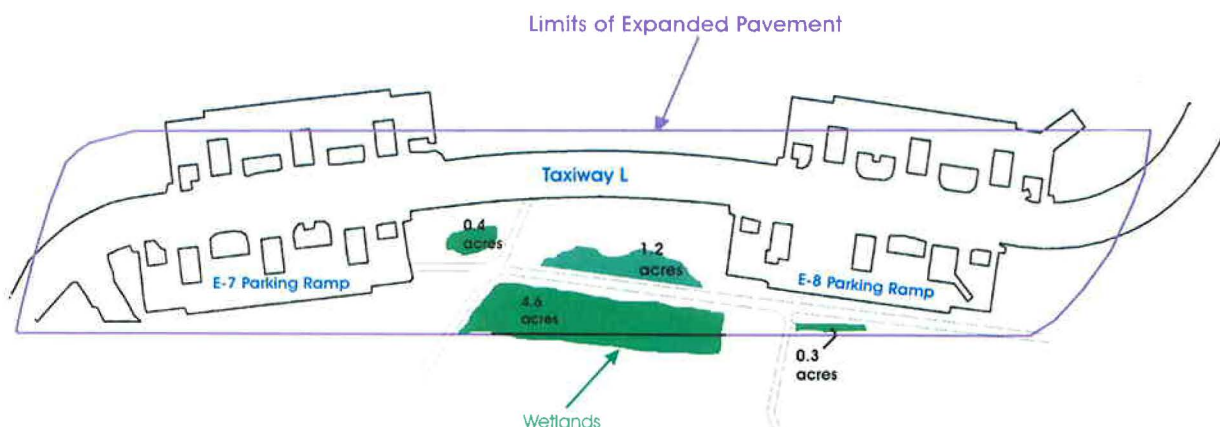 Limits of Expanded Pavement
Taxiway L
0.4
acres
1.2
acres
E-7 Parking Ramp
E-8 Parking Ramp
4.6
acres
0.3
acres
Wetlands